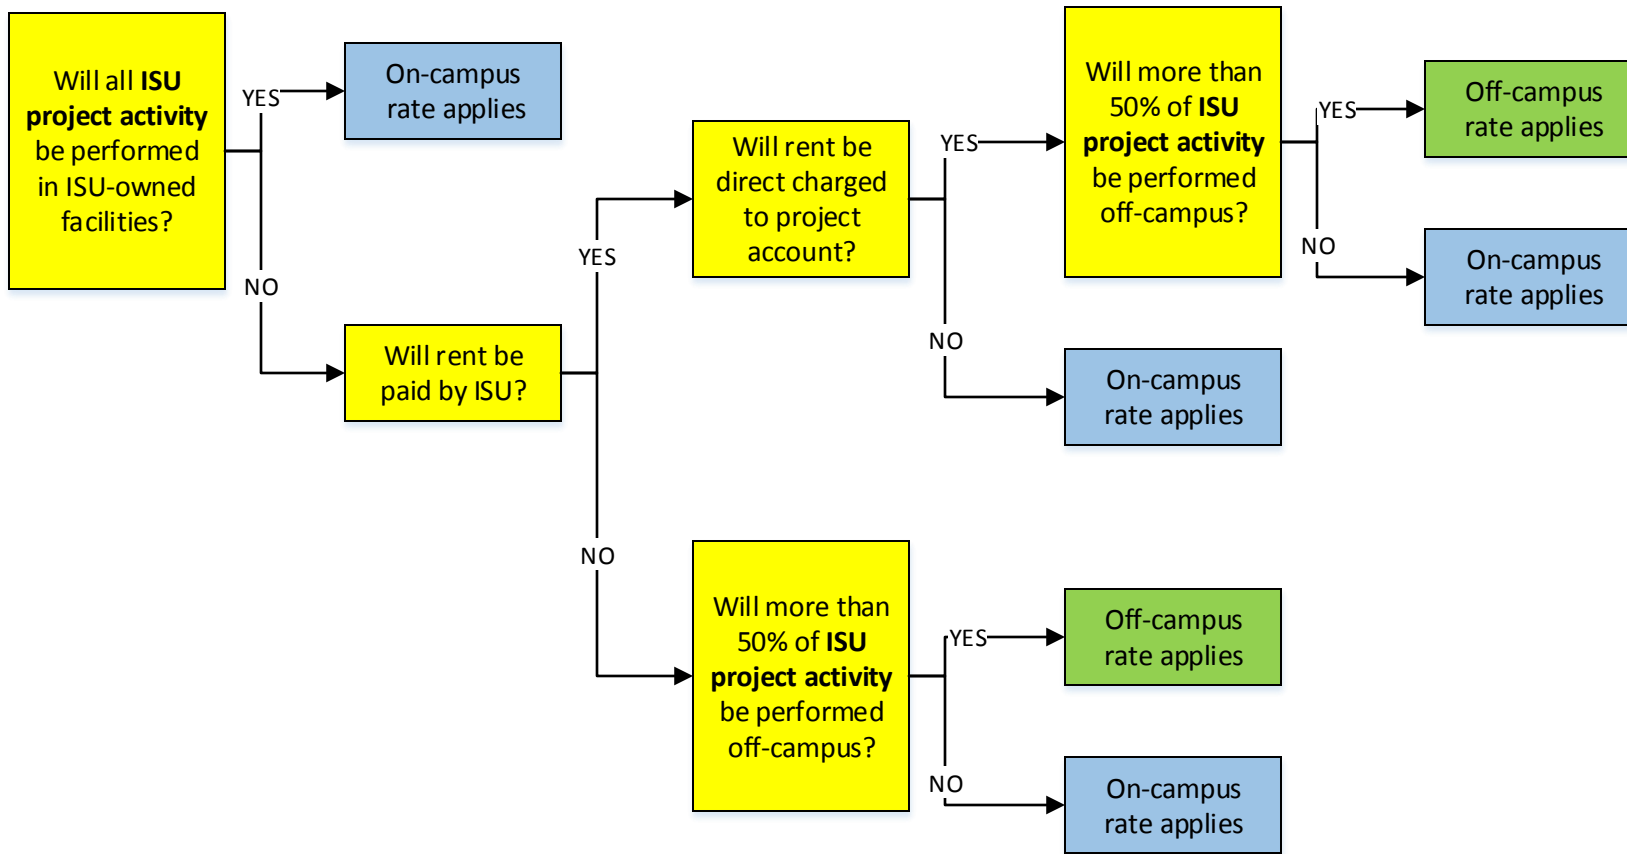 Will all ISU
project activity
be performed
in ISU-owned
facilities?
YES
On-campus
rate applies
NO
Will rent be
paid by ISU?
YES
Will rent be
direct charged
to project
account?
YES
Will more than
50% of ISU
project activity
be performed
off-campus?
YES
Off-campus
rate applies
NO
On-campus
rate applies
NO
On-campus
rate applies
NO
Will more than
50% of ISU
project activity
be performed
off-campus?
YES
Off-campus
rate applies
NO
On-campus
rate applies